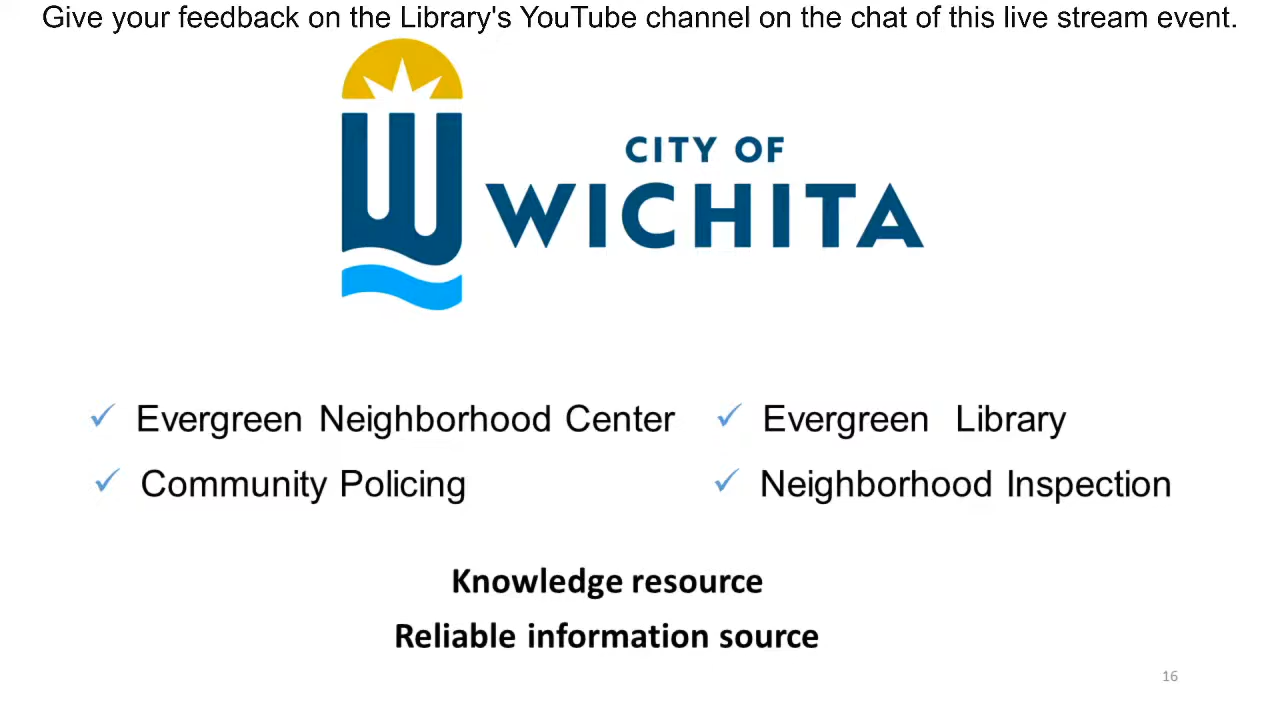 Give your feedback on the Library's YouTube channel on the chat of this live stream event.
CITY OF
WICHITA
Evergreen Neighborhood Center
Evergreen Library
Community Policing
Neighborhood Inspection
Knowledge resource
Reliable information source
16